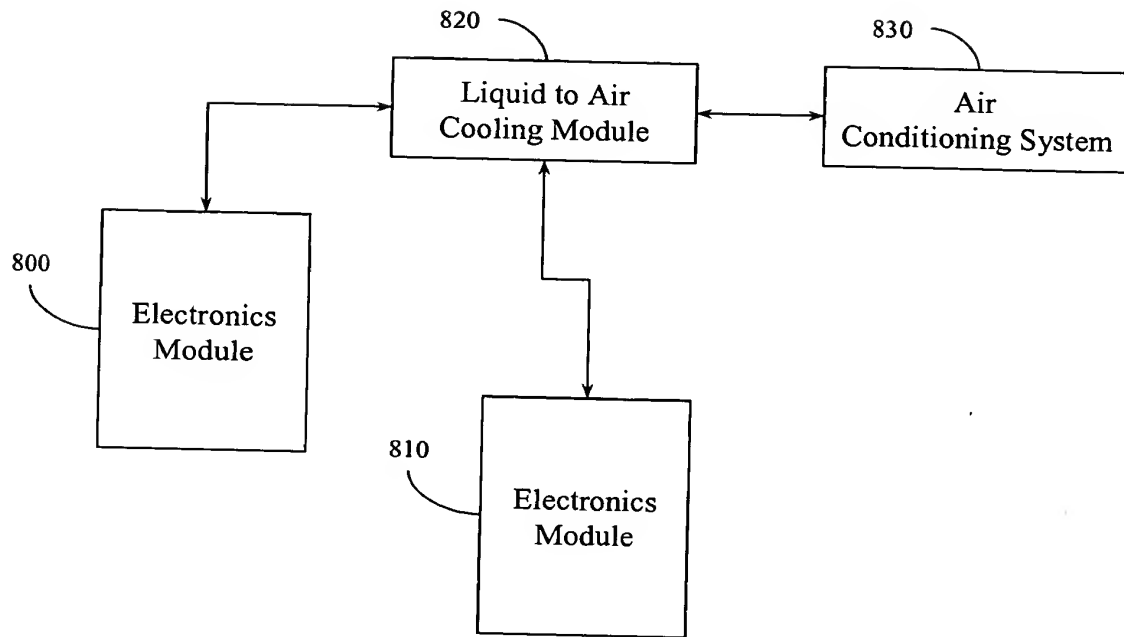 820
830
Liquid to Air
Cooling Module
Air
Conditioning System
800
Electronics
Module
810
Electronics
Module